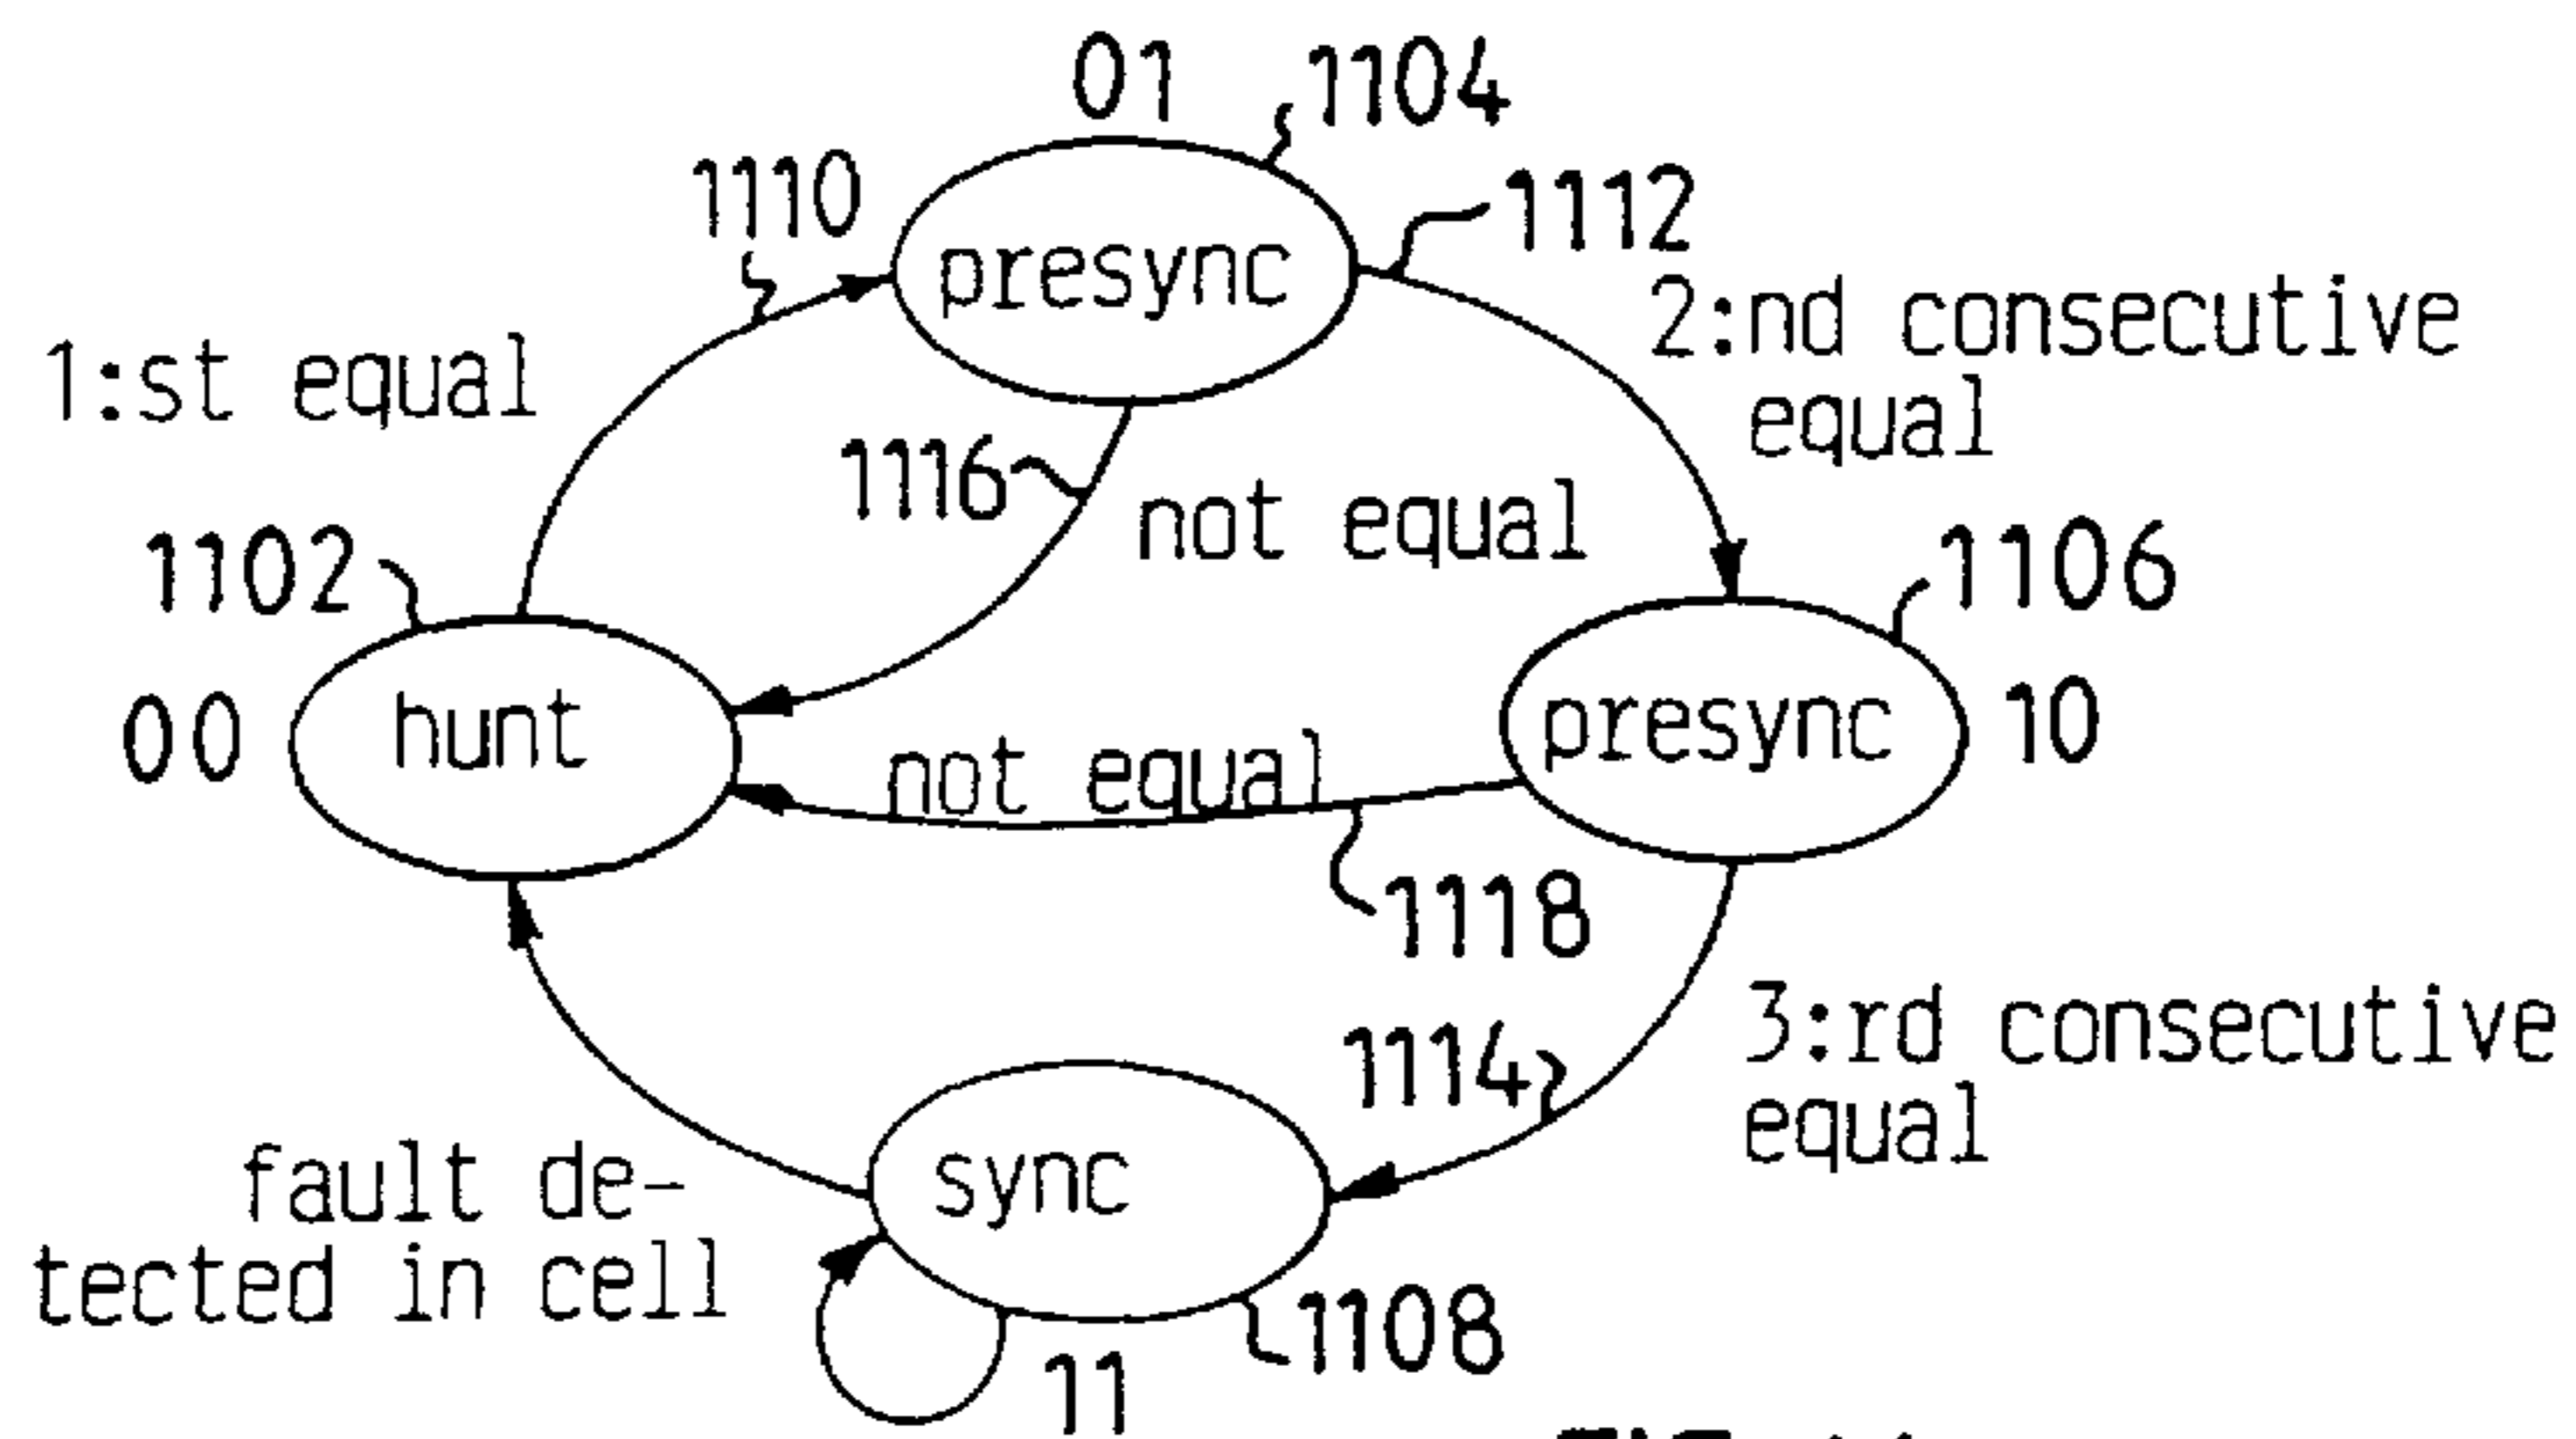 01
1104
1110
presync
1112
1:st equal
2:nd consecutive
equal
1116
not equal
1102
1106
00
hunt
not equal
presync
10
1118
1114
3:rd consecutive
equal
sync
fault de-
tected in cell
1108
11